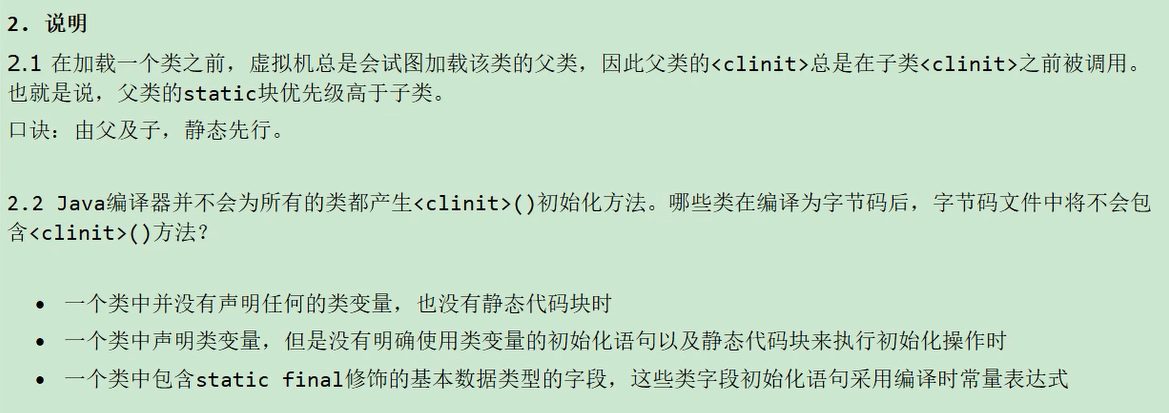 2. 说明
2.1 在加载一个类之前，虚拟机总是会试图加载该类的父类，因此父类的<clinit>总是在子类<clinit>之前被调用。
也就是说，父类的static块优先级高于子类。
口诀：由父及子，静态先行。
2.2 Java编译器并不会为所有的类都产生<clinit>()初始化方法。哪些类在编译为字节码后，字节码文件中将不会包
含<clinit>()方法？
• 一个类中并没有声明任何的类变量，也没有静态代码块时
• 一个类中声明类变量，但是没有明确使用类变量的初始化语句以及静态代码块来执行初始化操作时
• 一个类中包含static final修饰的基本数据类型的字段，这些类字段初始化语句采用编译时常量表达式